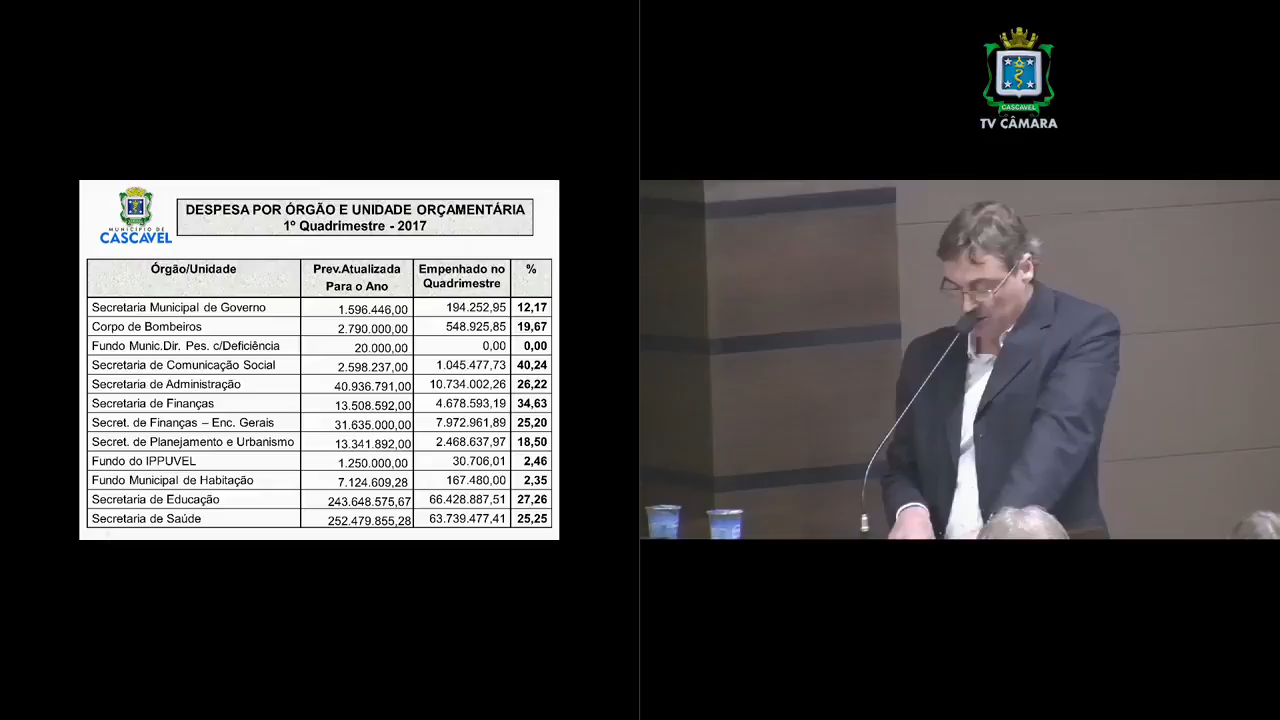 CASCAVEL
TV CÂMARA
MUNICÍPIO DE
CASCAVEL
DESPESA POR ÓRGÃO E UNIDADE ORÇAMENTÁRIA
1º Quadrimestre - 2017
Órgão/Unidade Prev.Atualizada Para o Ano Empenhado no Quadrimestre %
Secretaria Municipal de Governo 1.596.446,00 194.252,95 12,17
Corpo de Bombeiros 2.790.000,00 548.925,85 19,67
Fundo Munic.Dir. Pes. c/Deficiência 20.000,00 0,00 0,00
Secretaria de Comunicação Social 2.598.237,00 1.045.477,73 40,24
Secretaria de Administração 40.936.791,00 10.734.002,26 26,22
Secretaria de Finanças 13.508.592,00 4.678.593,19 34,63
Secret. de Finanças – Enc. Gerais 31.635.000,00 7.972.961,89 25,20
Secret. de Planejamento e Urbanismo 13.341.892,00 2.468.637,97 18,50
Fundo do IPPUVEL 1.250.000,00 30.706,01 2,46
Fundo Municipal de Habitação 7.124.609,28 167.480,00 2,35
Secretaria de Educação 243.648.575,67 66.428.887,51 27,26
Secretaria de Saúde 252.479.855,28 63.739.477,41 25,25